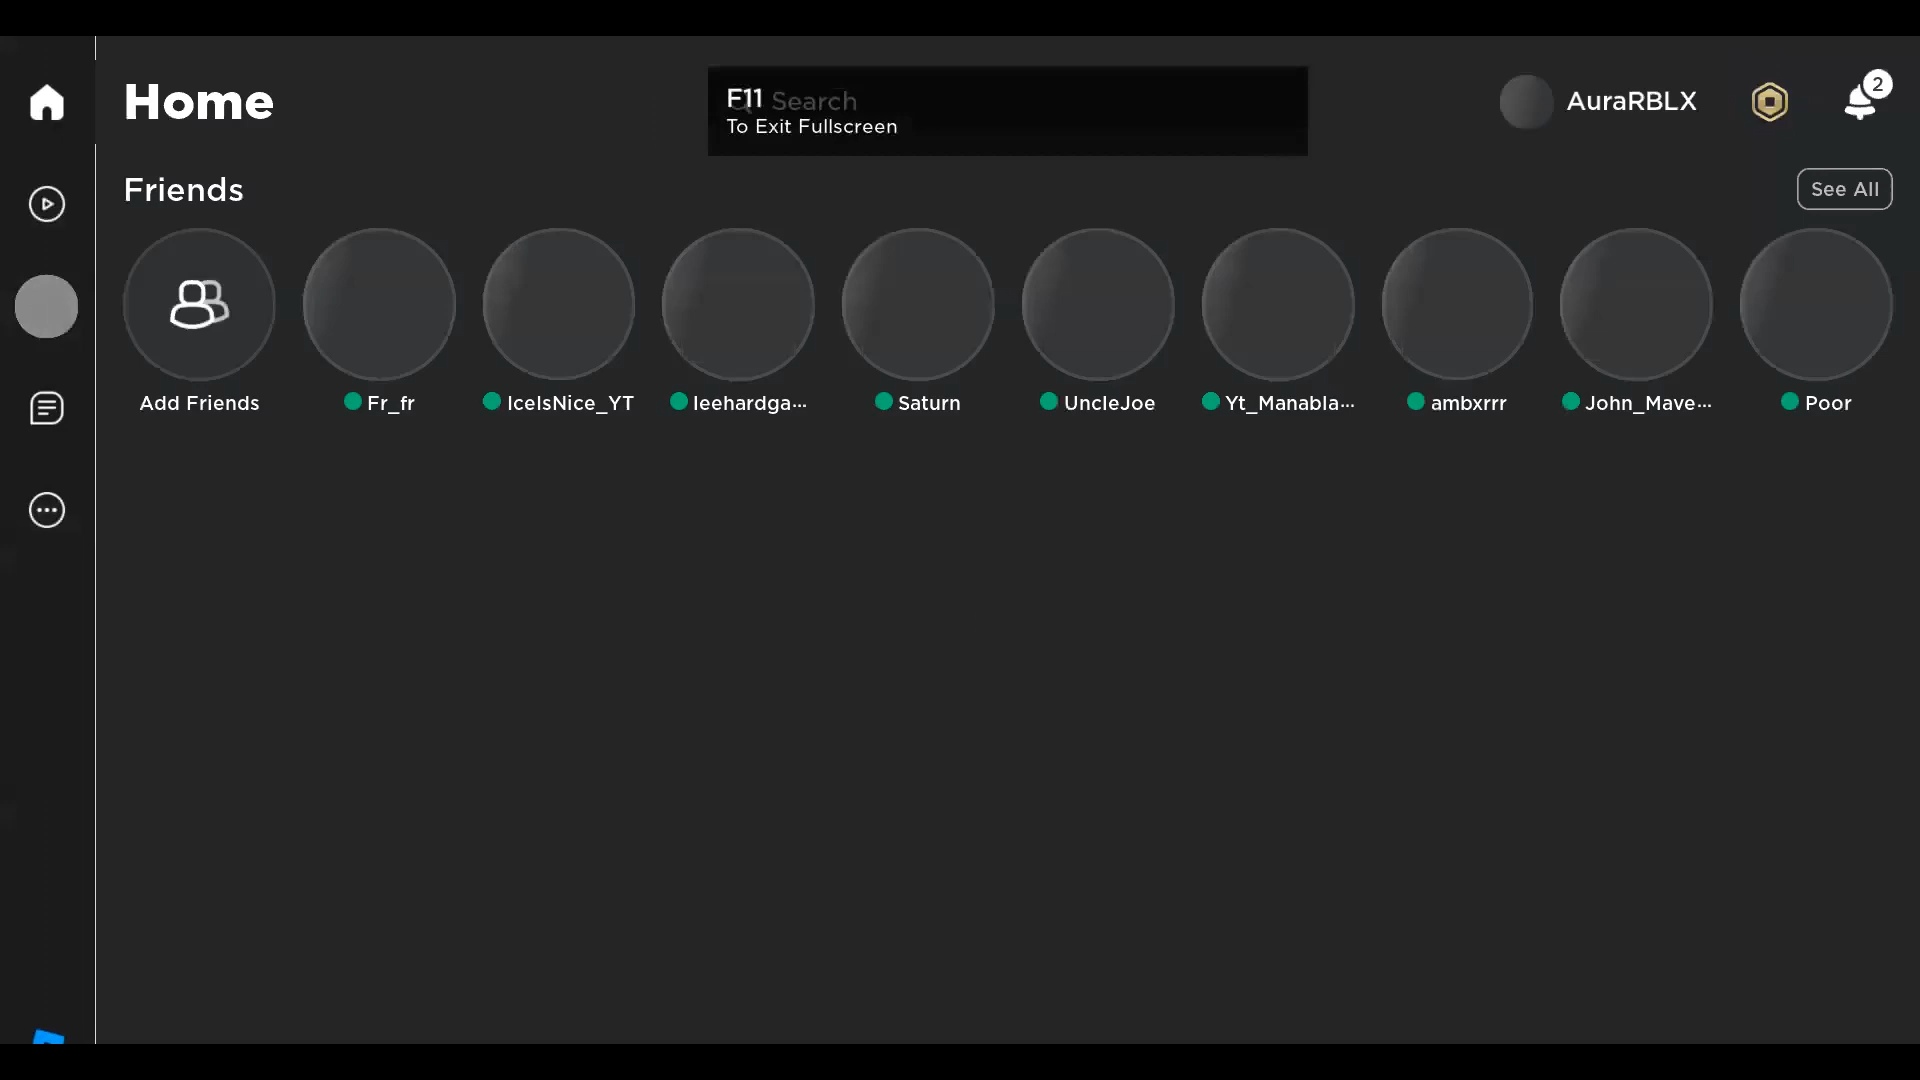 Home
F11 Search
To Exit Fullscreen
AuraRBLX
2
Friends
See All
Add Friends
Fr_fr
IceIsNice_YT
leehardga...
Saturn
UncleJoe
Yt_Manabla...
ambxrrr
John_Mave...
Poor